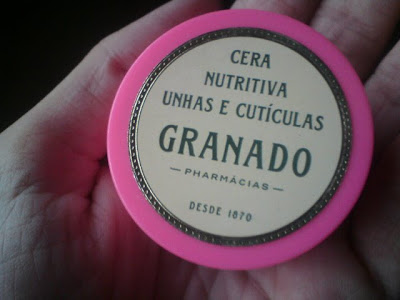 CERA
NUTRITIVA
UNHAS E CUTÍCULAS
GRANADO
— PHARMÁCIAS —
DESDE 1870